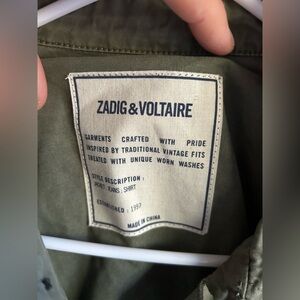 ZADIG & VOLTAIRE
GARMENTS CRAFTED WITH PRIDE
INSPIRED BY TRADITIONAL VINTAGE FITS
TREATED WITH UNIQUE WORN WASHES
STYLE DESCRIPTION :
SHIRT
ESTABLISHED : 1997
MADE IN CHINA